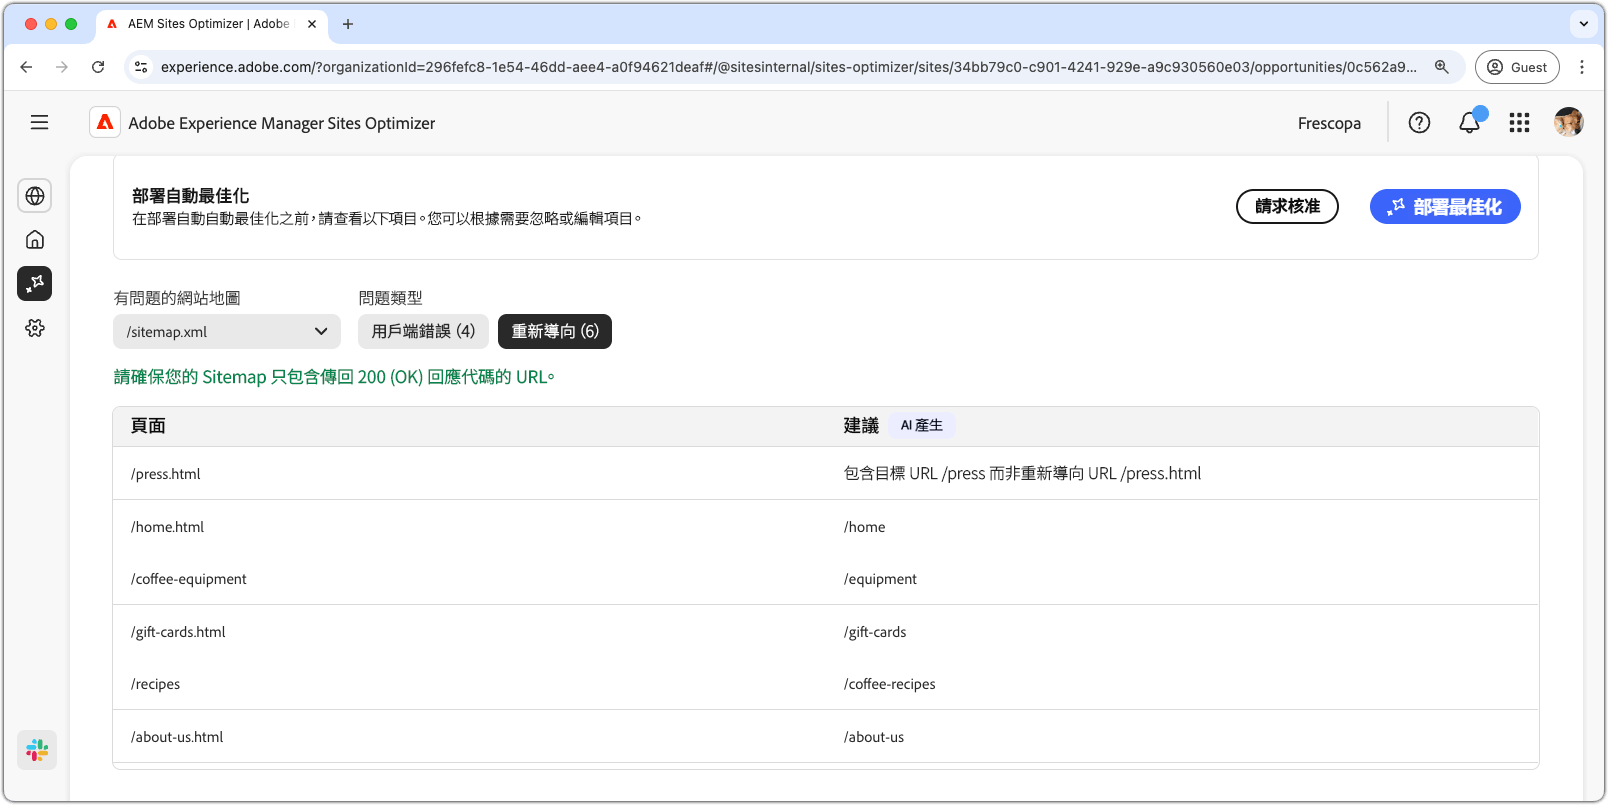 AEM Sites Optimizer | Adobe
experience.adobe.com/?organizationId=296fefc8-1e54-46dd-aee4-a0f94621deaf#/@sitesinternal/sites-optimizer/sites/34bb79c0-c901-4241-929e-a9c930560e03/opportunities/0c562a9...
Guest
Adobe Experience Manager Sites Optimizer
Frescopa
部署自動最佳化
在部署自動自動最佳化之前，請查看以下項目。您可以根據需要忽略或編輯項目。
請求核准
部署最佳化
有問題的網站地圖
問題類型
/sitemap.xml
用戶端錯誤 (4)
重新導向 (6)
請確保您的 Sitemap 只包含傳回 200 (OK) 回應代碼的 URL。
頁面
建議 AI 產生
/press.html
包含目標 URL /press 而非重新導向 URL /press.html
/home.html
/home
/coffee-equipment
/equipment
/gift-cards.html
/gift-cards
/recipes
/coffee-recipes
/about-us.html
/about-us